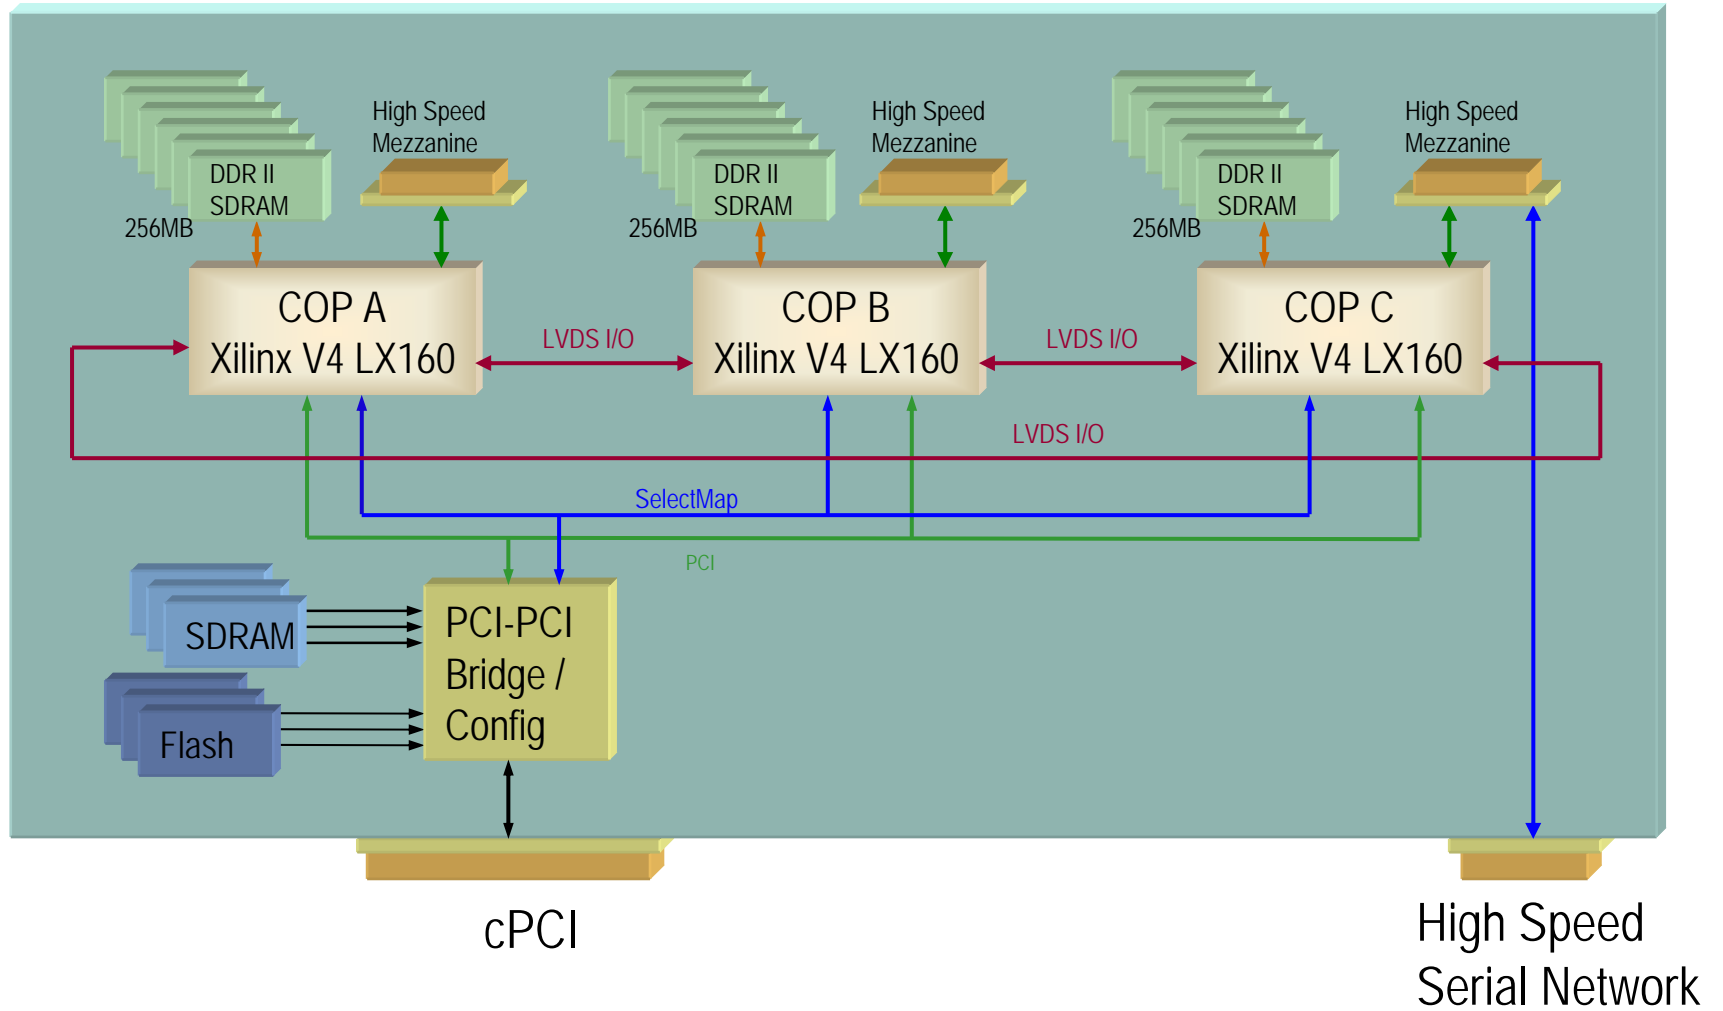 High Speed
Mezzanine
High Speed
Mezzanine
High Speed
Mezzanine
DDR II
SDRAM
DDR II
SDRAM
DDR II
SDRAM
256MB
256MB
256MB
COP A
Xilinx V4 LX160
COP B
Xilinx V4 LX160
COP C
Xilinx V4 LX160
LVDS I/O
LVDS I/O
LVDS I/O
SelectMap
PCI
SDRAM
Flash
PCI-PCI
Bridge /
Config
cPCI
High Speed
Serial Network